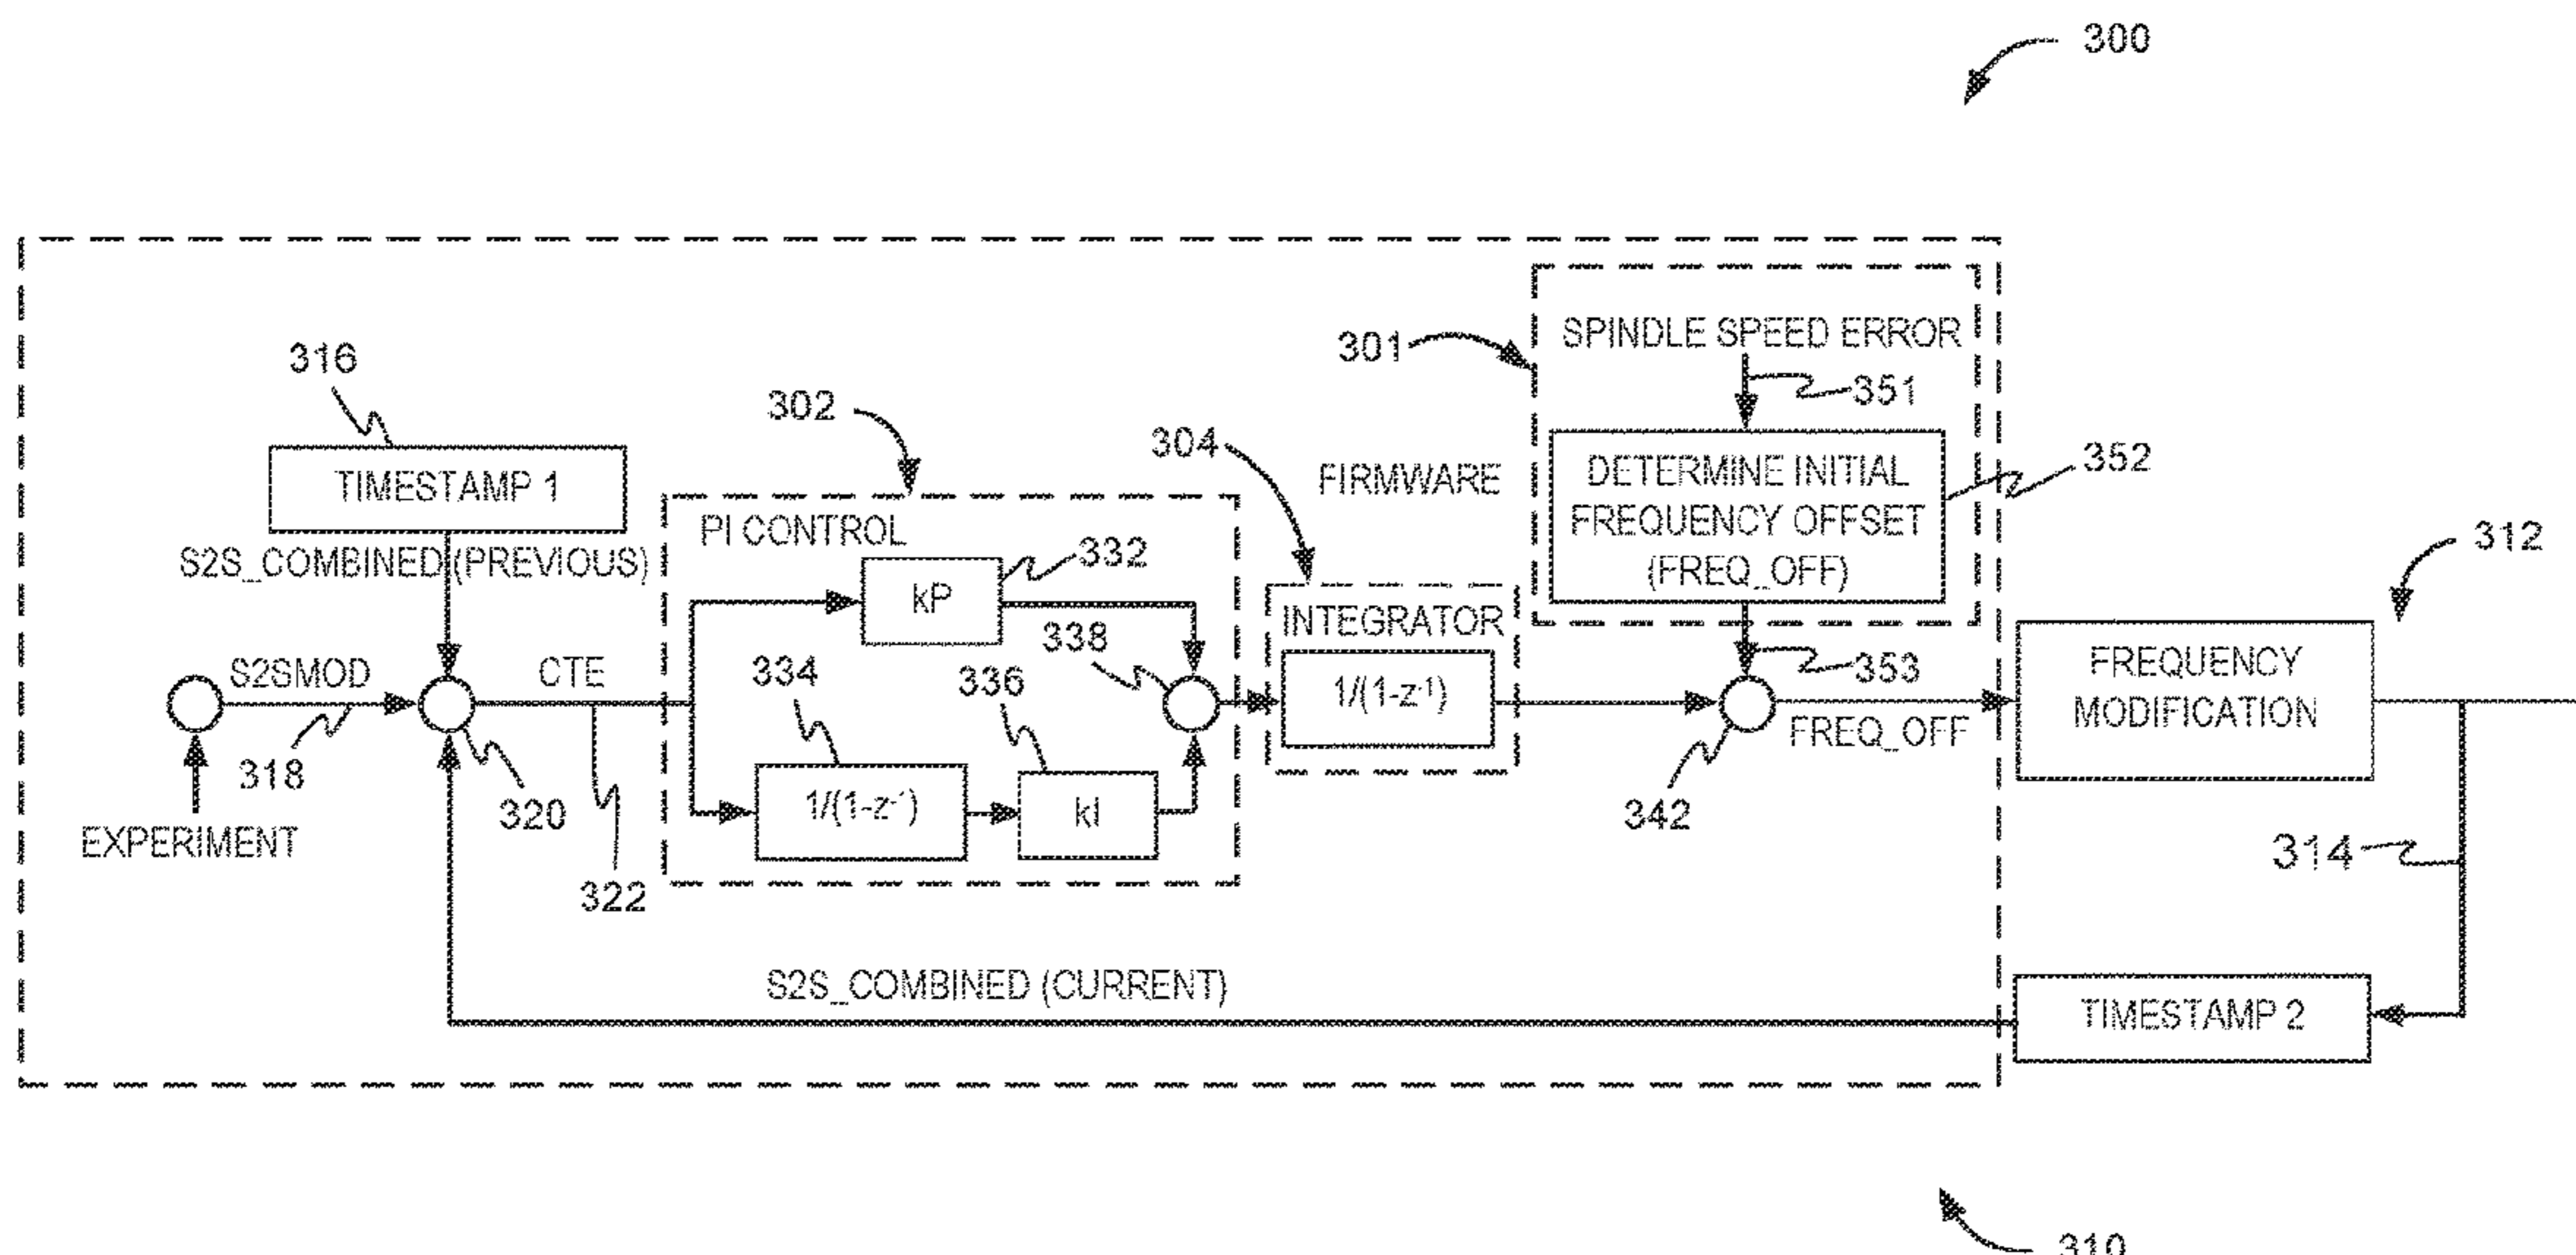 300
SPINDLE SPEED ERROR
301
316
351
302
304
FIRMWARE
DETERMINE INITIAL
FREQUENCY OFFSET
(FREQ_OFF)
352
TIMESTAMP 1
PI CONTROL
312
S2S_COMBINED (PREVIOUS)
kP
332
INTEGRATOR
338
353
FREQUENCY
MODIFICATION
S2SMOD
CTE
334
336
1/(1-z-1)
FREQ_OFF
318
320
1/(1-z-1)
kI
342
EXPERIMENT
322
314
S2S_COMBINED (CURRENT)
TIMESTAMP 2
310